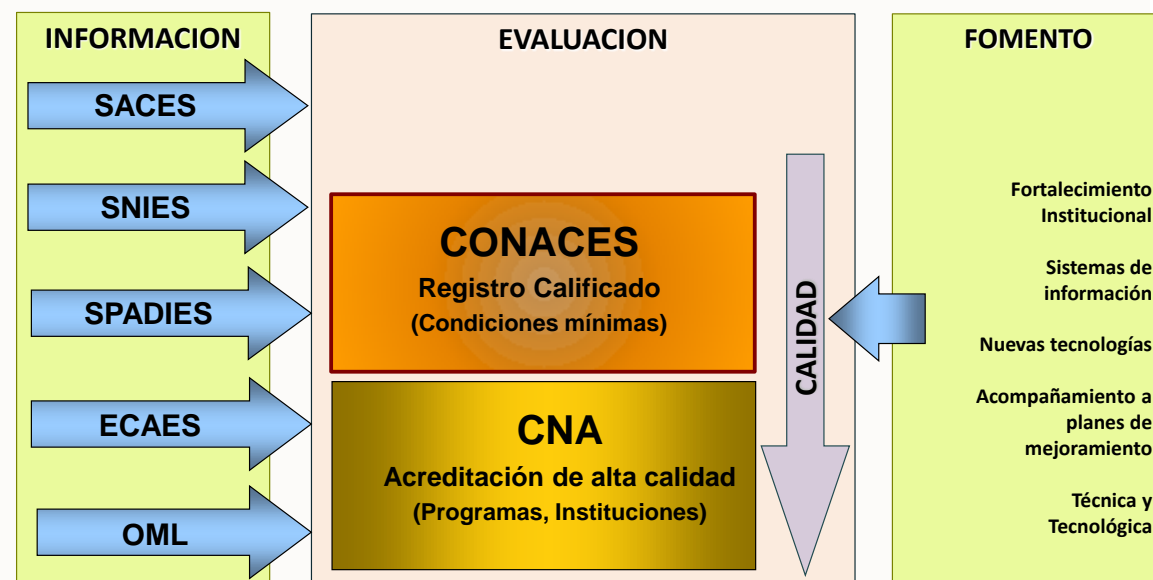 INFORMACION
SACES
SNIES
SPADIES
ECAES
OML
EVALUACION
CONACES
Registro Calificado
(Condiciones mínimas)
CNA
Acreditación de alta calidad
(Programas, Instituciones)
CALIDAD
FOMENTO
Fortalecimiento
Institucional
Sistemas de
información
Nuevas tecnologías
Acompañamiento a
planes de
mejoramiento
Técnica y
Tecnológica